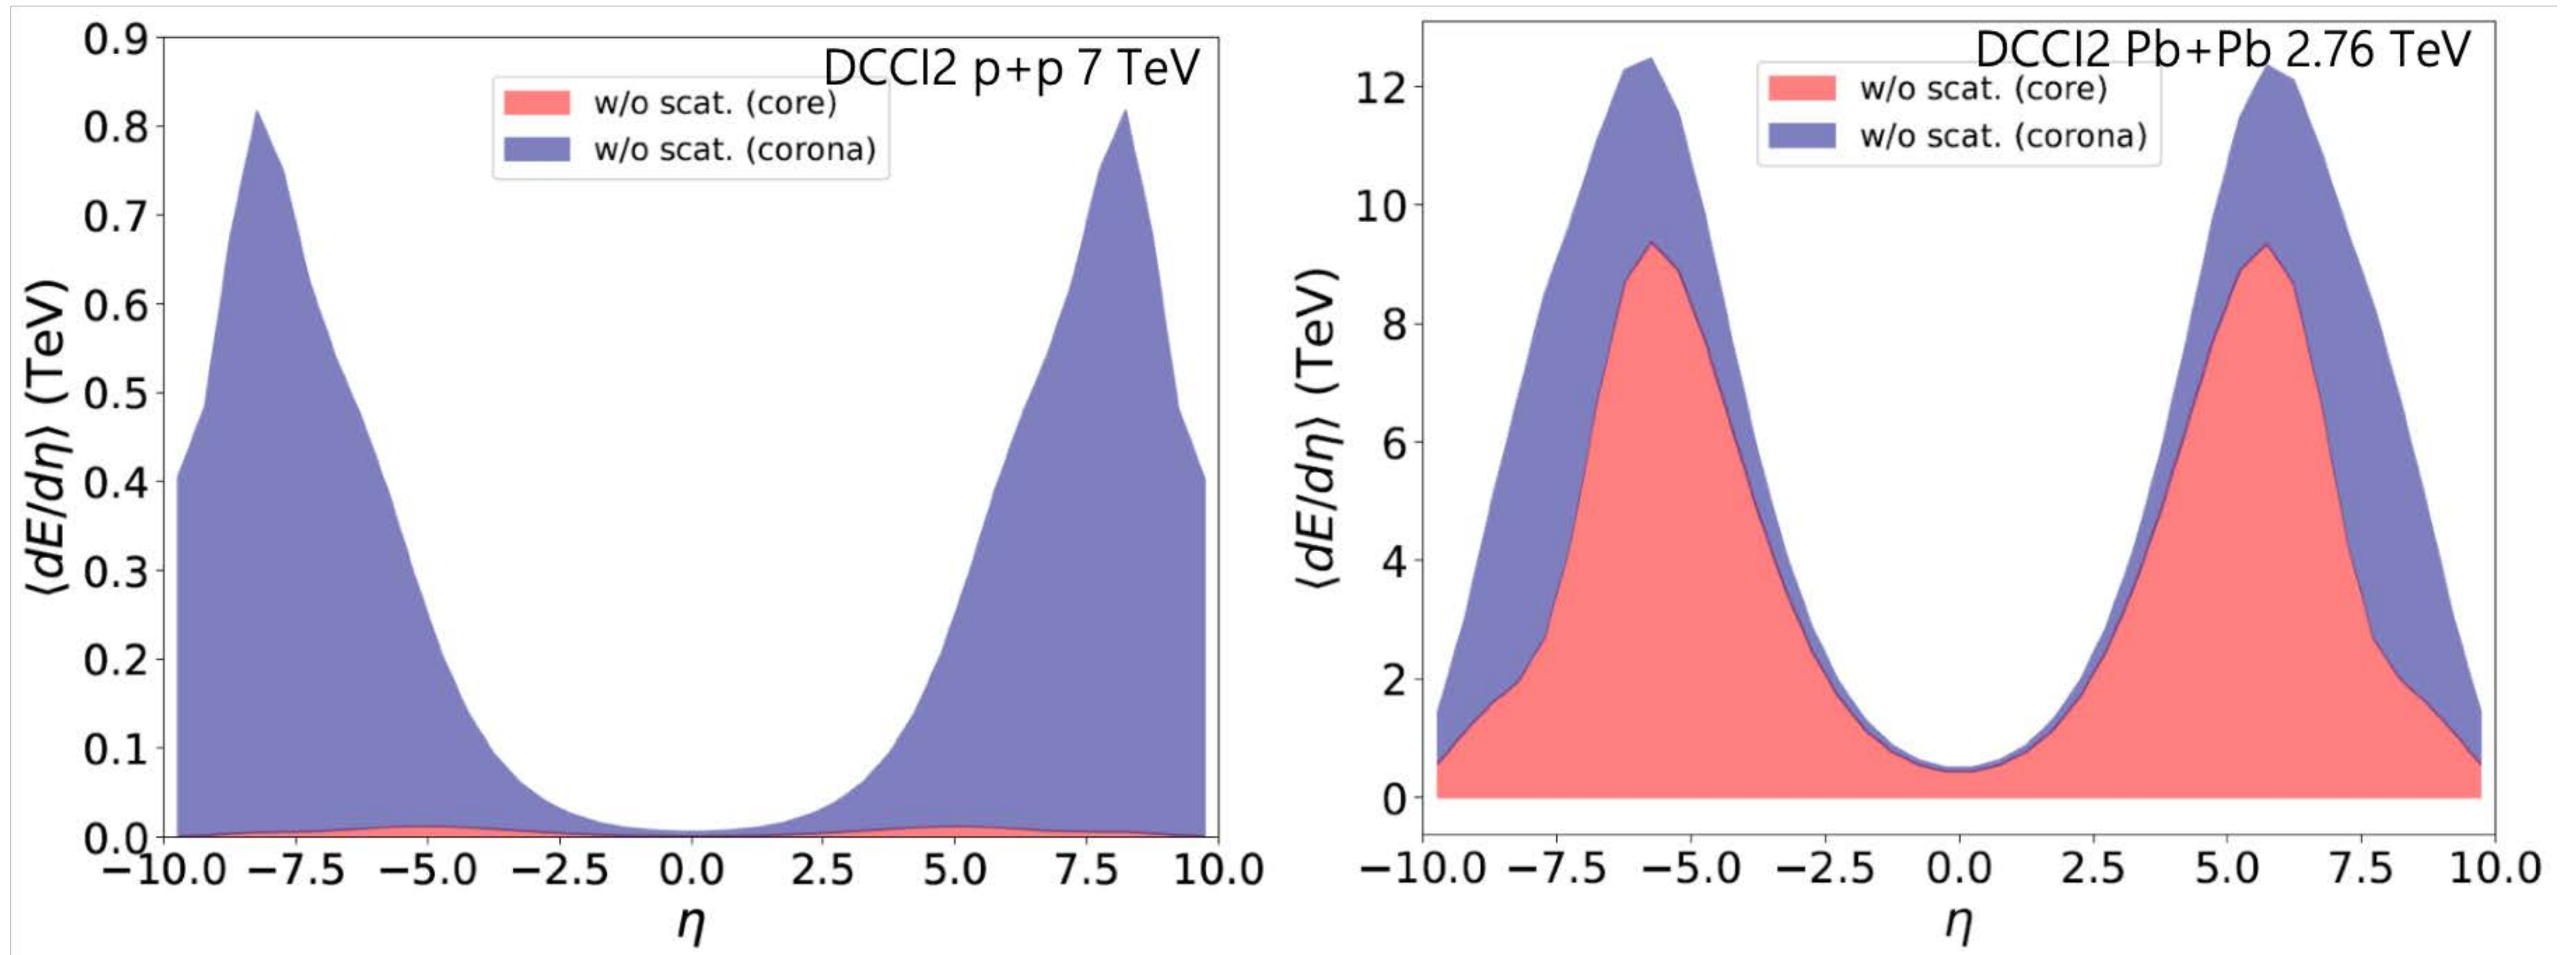 DCCI2 p+p 7 TeV
w/o scat. (core)
w/o scat. (corona)
⟨dE/dη⟩ (TeV)
0.9
0.8
0.7
0.6
0.5
0.4
0.3
0.2
0.1
0.0
−10.0 −7.5 −5.0 −2.5 0.0 2.5 5.0 7.5 10.0
η
DCCI2 Pb+Pb 2.76 TeV
w/o scat. (core)
w/o scat. (corona)
⟨dE/dη⟩ (TeV)
12
10
8
6
4
2
0
−10.0 −7.5 −5.0 −2.5 0.0 2.5 5.0 7.5 10.0
η